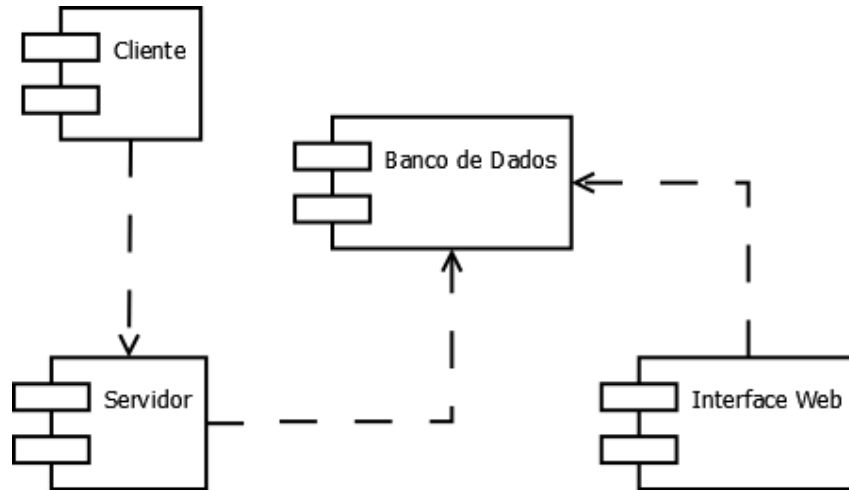 Cliente
Banco de Dados
Servidor
Interface Web